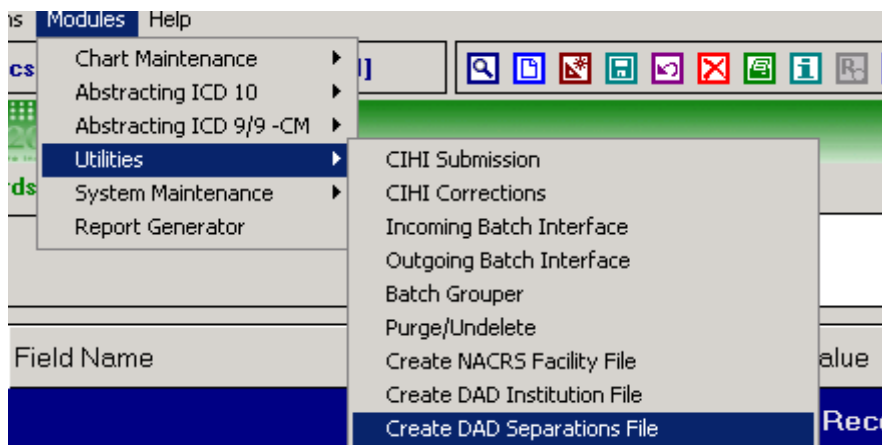 Modules Help
Chart Maintenance
Abstracting ICD 10
Abstracting ICD 9/9 -CM
Utilities
System Maintenance
Report Generator
CIHI Submission
CIHI Corrections
Incoming Batch Interface
Outgoing Batch Interface
Batch Grouper
Purge/Undelete
Create NACRS Facility File
Create DAD Institution File
Create DAD Separations File
Field Name